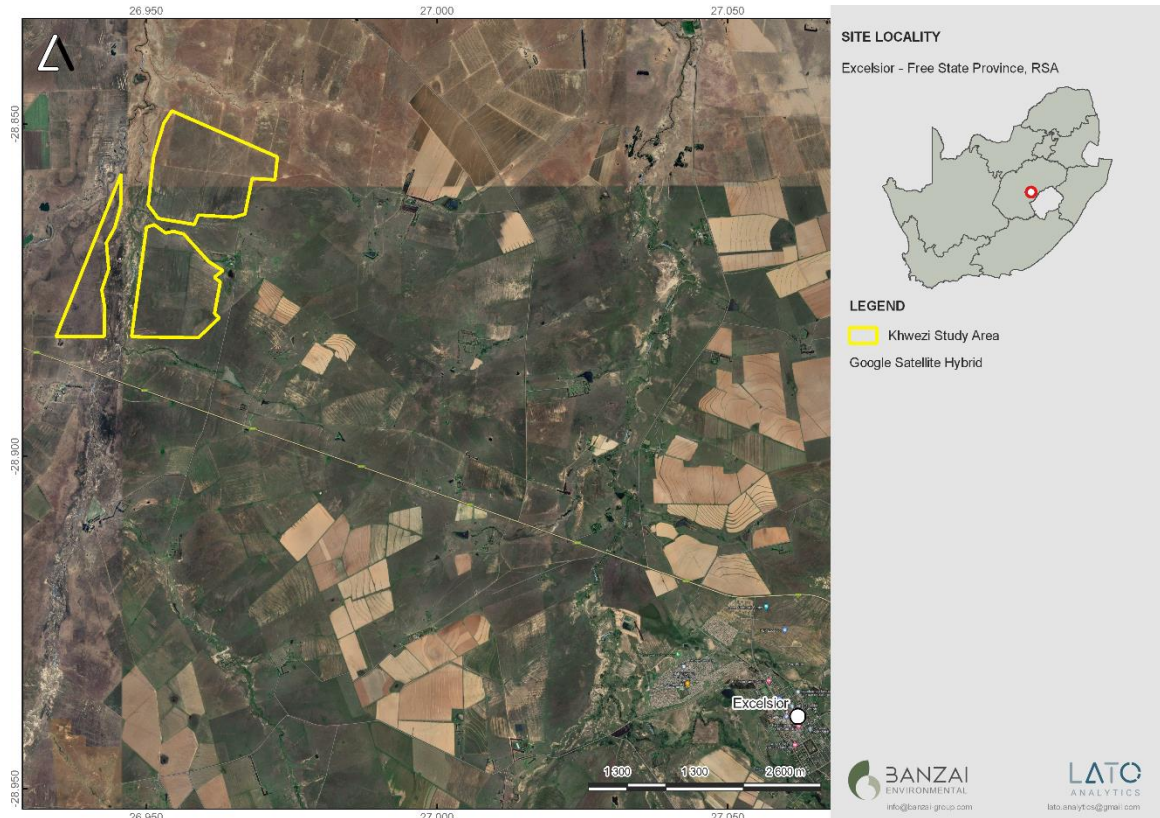 26.950 27.000 27.050
-28.850
-28.900
-28.950
26.950 27.000 27.050
Excelsior
1 300 1 300 2 600 m
SITE LOCALITY
Excelsior - Free State Province, RSA
LEGEND
Khwezi Study Area
Google Satellite Hybrid
BANZAI
ENVIRONMENTAL
info@banzai-group.com
LATO
ANALYTICS
lato.analytics@gmail.com